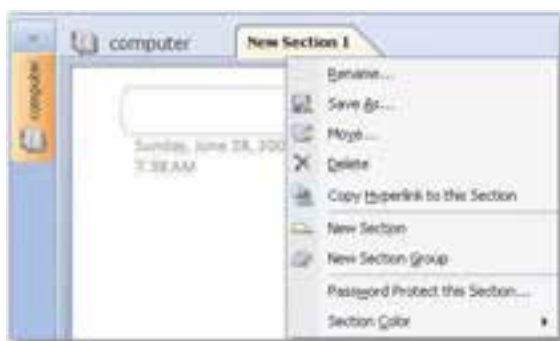 computer
computer
New Section 1
Rename...
Save As...
Move...
Delete
Copy Hyperlink to this Section
New Section
New Section Group
Password Protect this Section...
Section Color
Sunday, June 28, 200
7:38 AM